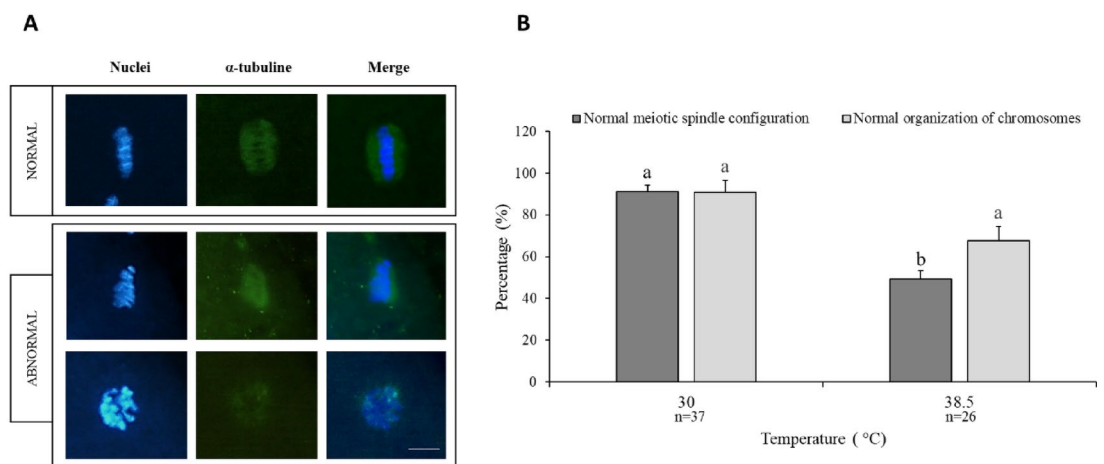 A
Nuclei α-tubuline Merge
NORMAL
ABNORMAL
B
Normal meiotic spindle configuration Normal organization of chromosomes
120
100
80
60
40
20
0
Percentage (%)
a a
b a
30 38.5
n=37 n=26
Temperature ( °C)